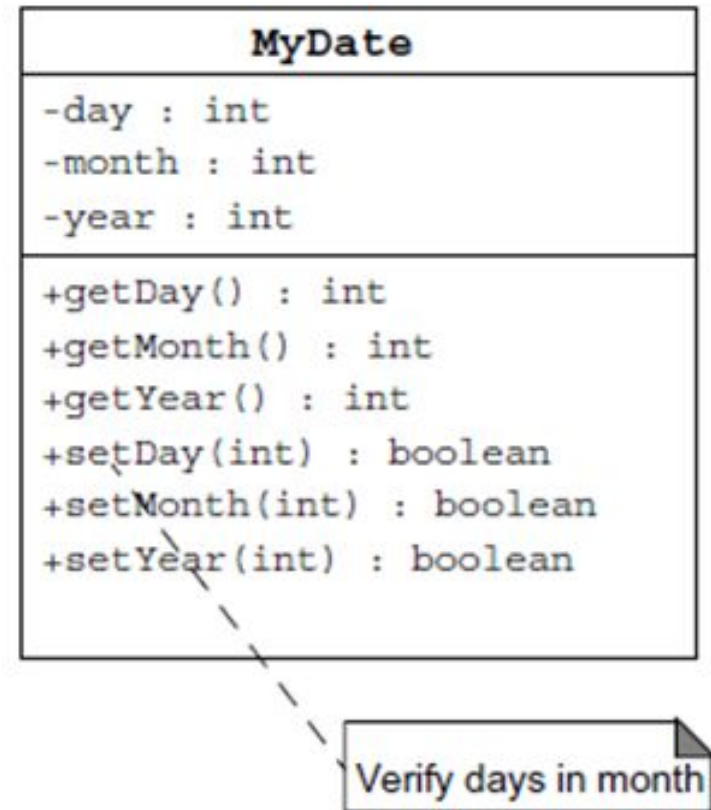 MyDate
-day : int
-month : int
-year : int
+getDay() : int
+getMonth() : int
+getYear() : int
+setDay(int) : boolean
+setMonth(int) : boolean
+setYear(int) : boolean
Verify days in month